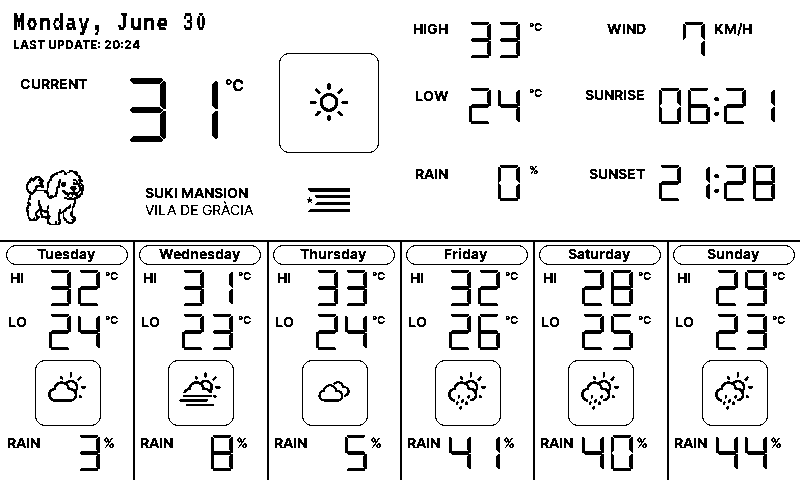 Monday, June 30
LAST UPDATE: 20:24
CURRENT 31 °C
HIGH 33 °C
LOW 24 °C
RAIN 0 %
WIND 7 KM/H
SUNRISE 06:21
SUNSET 21:28
SUKI MANSION
VILA DE GRÀCIA
Tuesday
HI 32 °C
LO 24 °C
RAIN 3 %
Wednesday
HI 31 °C
LO 23 °C
RAIN 8 %
Thursday
HI 33 °C
LO 24 °C
RAIN 5 %
Friday
HI 32 °C
LO 26 °C
RAIN 41 %
Saturday
HI 28 °C
LO 25 °C
RAIN 40 %
Sunday
HI 29 °C
LO 23 °C
RAIN 44 %